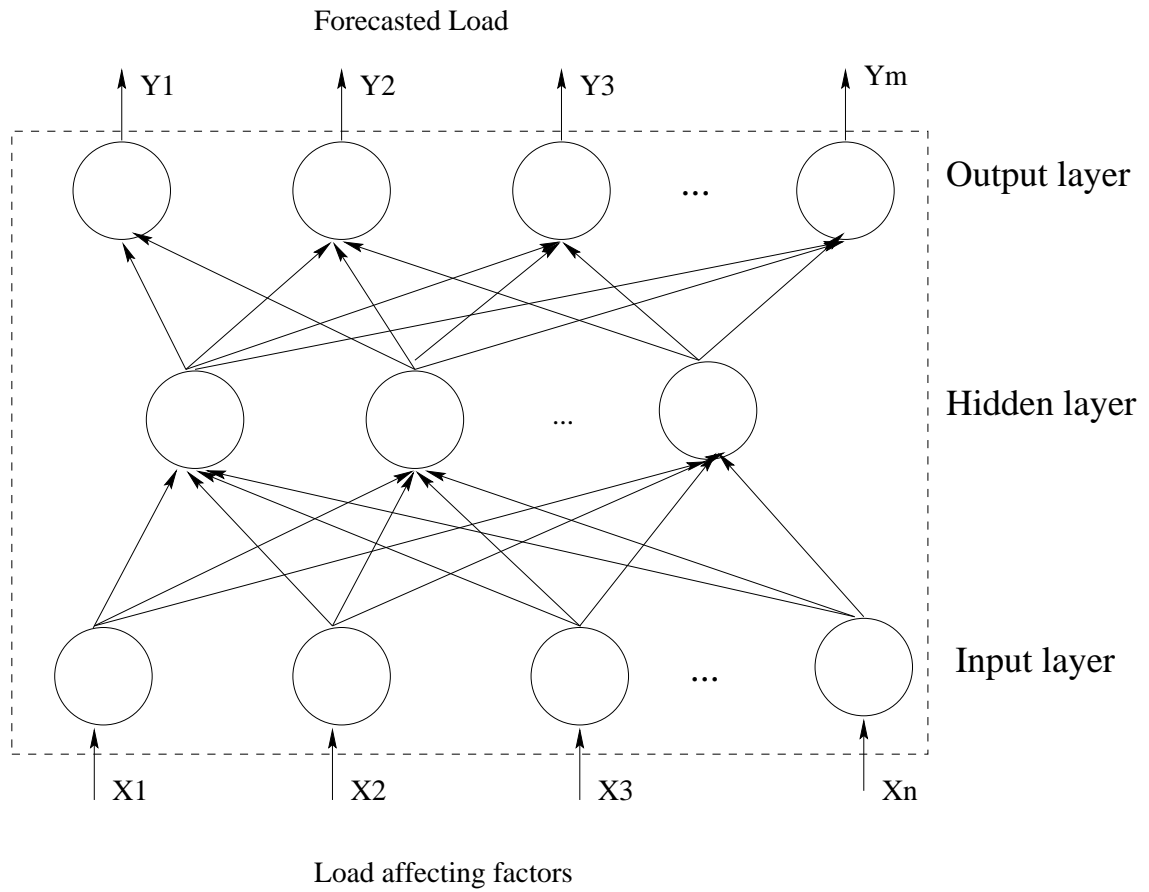 Forecasted Load
Y1 Y2 Y3 Ym
... Output layer
... Hidden layer
... Input layer
X1 X2 X3 Xn
Load affecting factors